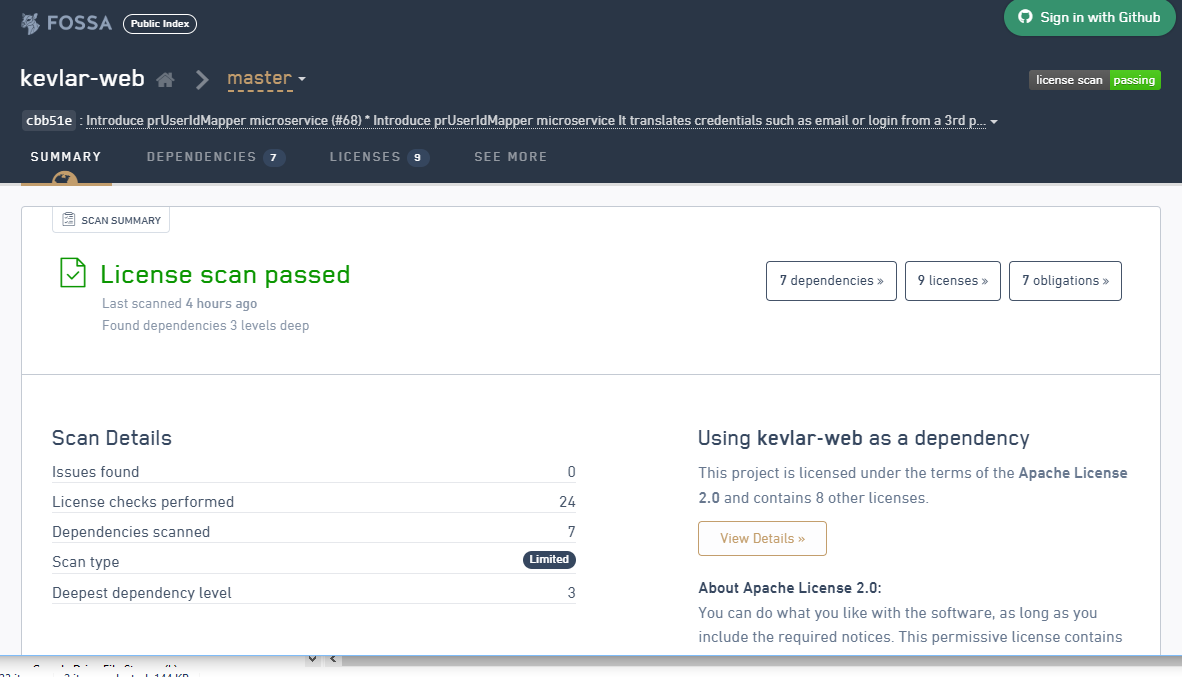 FOSSA Public Index
Sign in with Github
kevlar-web master
license scan passing
cbb51e : Introduce prUserIdMapper microservice (#68) * Introduce prUserIdMapper microservice It translates credentials such as email or login from a 3rd p...
SUMMARY DEPENDENCIES 7 LICENSES 9 SEE MORE
SCAN SUMMARY
License scan passed
Last scanned 4 hours ago
Found dependencies 3 levels deep
7 dependencies » 9 licenses » 7 obligations »
Scan Details
Issues found 0
License checks performed 24
Dependencies scanned 7
Scan type Limited
Deepest dependency level 3
Using kevlar-web as a dependency
This project is licensed under the terms of the Apache License
2.0 and contains 8 other licenses.
View Details »
About Apache License 2.0:
You can do what you like with the software, as long as you
include the required notices. This permissive license contains